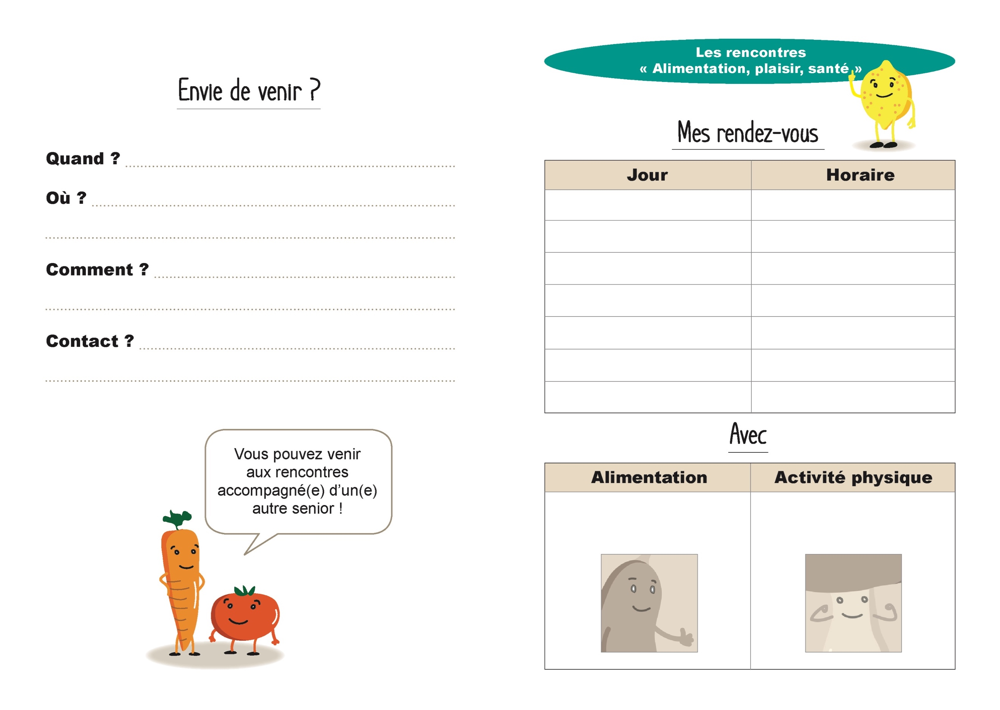 Envie de venir ?
Quand ?
Où ?
Comment ?
Contact ?
Vous pouvez venir
aux rencontres
accompagné(e) d’un(e)
autre senior !
Les rencontres
« Alimentation, plaisir, santé »
Mes rendez-vous
Jour Horaire
Avec
Alimentation Activité physique